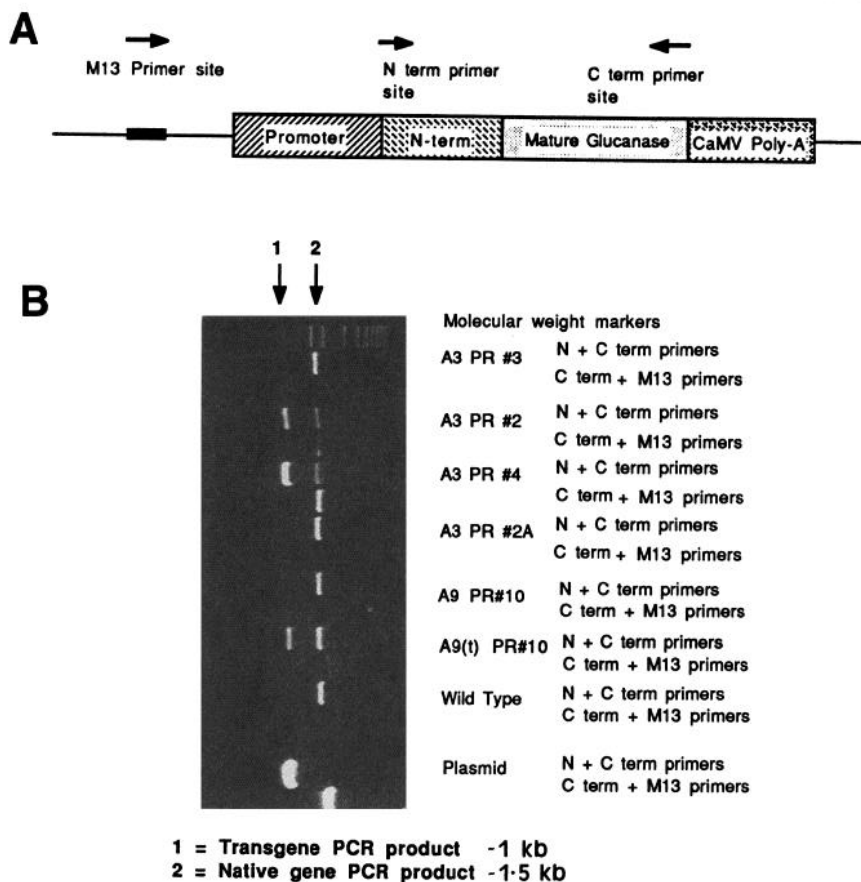 A
M13 Primer site
N term primer
site
C term primer
site
Promoter
N-term
Mature Glucanase
CaMV Poly-A
B
1 2
Molecular weight markers
A3 PR #3
N + C term primers
C term + M13 primers
A3 PR #2
N + C term primers
C term + M13 primers
A3 PR #4
N + C term primers
C term + M13 primers
A3 PR #2A
N + C term primers
C term + M13 primers
A9 PR#10
N + C term primers
C term + M13 primers
A9(t) PR#10
N + C term primers
C term + M13 primers
Wild Type
N + C term primers
C term + M13 primers
Plasmid
N + C term primers
C term + M13 primers
1 = Transgene PCR product -1 kb
2 = Native gene PCR product -1·5 kb